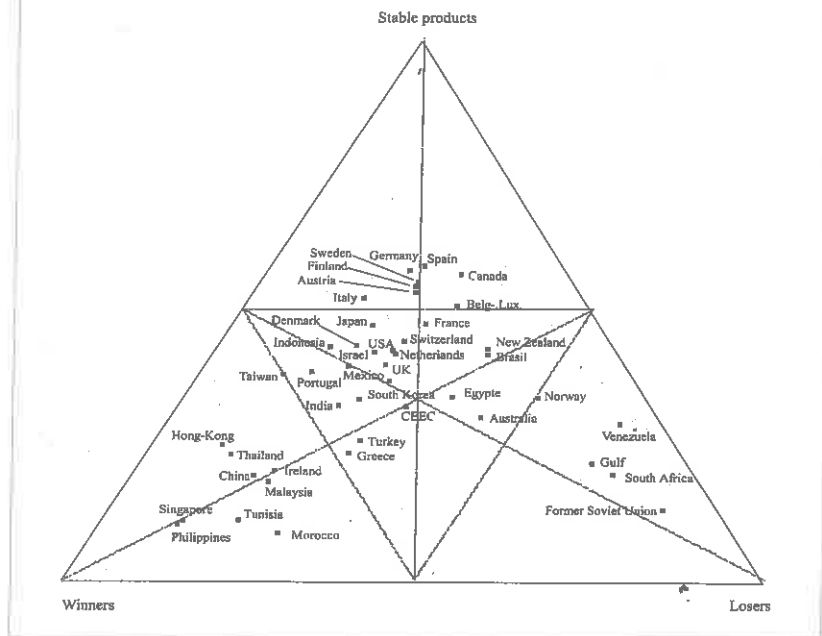 Stable products
Sweden
Germany
Spain
Finland
Canada
Austria
Italy
Belg-.Lux.
Denmark
Japan
France
Indonesia
USA
Switzerland
New Zealand
Israel
Netherlands
Brasil
Taiwan
Portugal
Mexico
UK
India
South Korea
Egypte
Norway
CEEC
Australia
Hong-Kong
Turkey
Venezuela
Thailand
Greece
China
Ireland
Gulf
Malaysia
South Africa
Singapore
Tunisia
Former Soviet Union
Philippines
Morocco
Winners
Losers